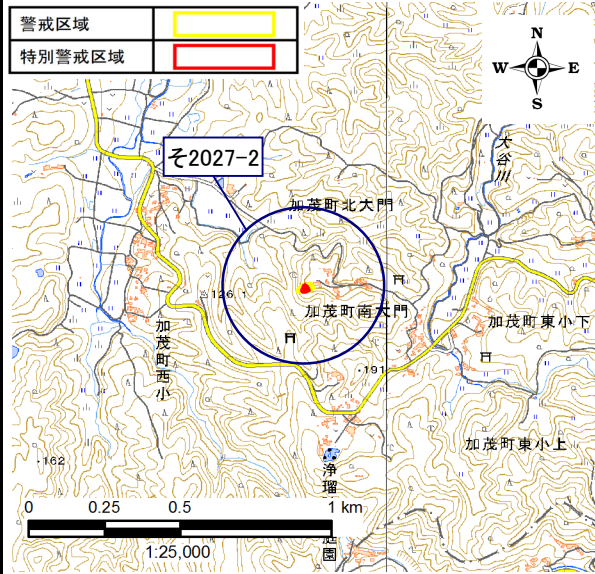 警戒区域
特別警戒区域
N
W E
S
そ2027-2
大谷川
加茂町北大門
126.1
加茂町南大門
加茂町東小下
加茂町西小
191
加茂町東小上
162
浄瑠
庭園
0 0.25 0.5 1 km
1:25,000